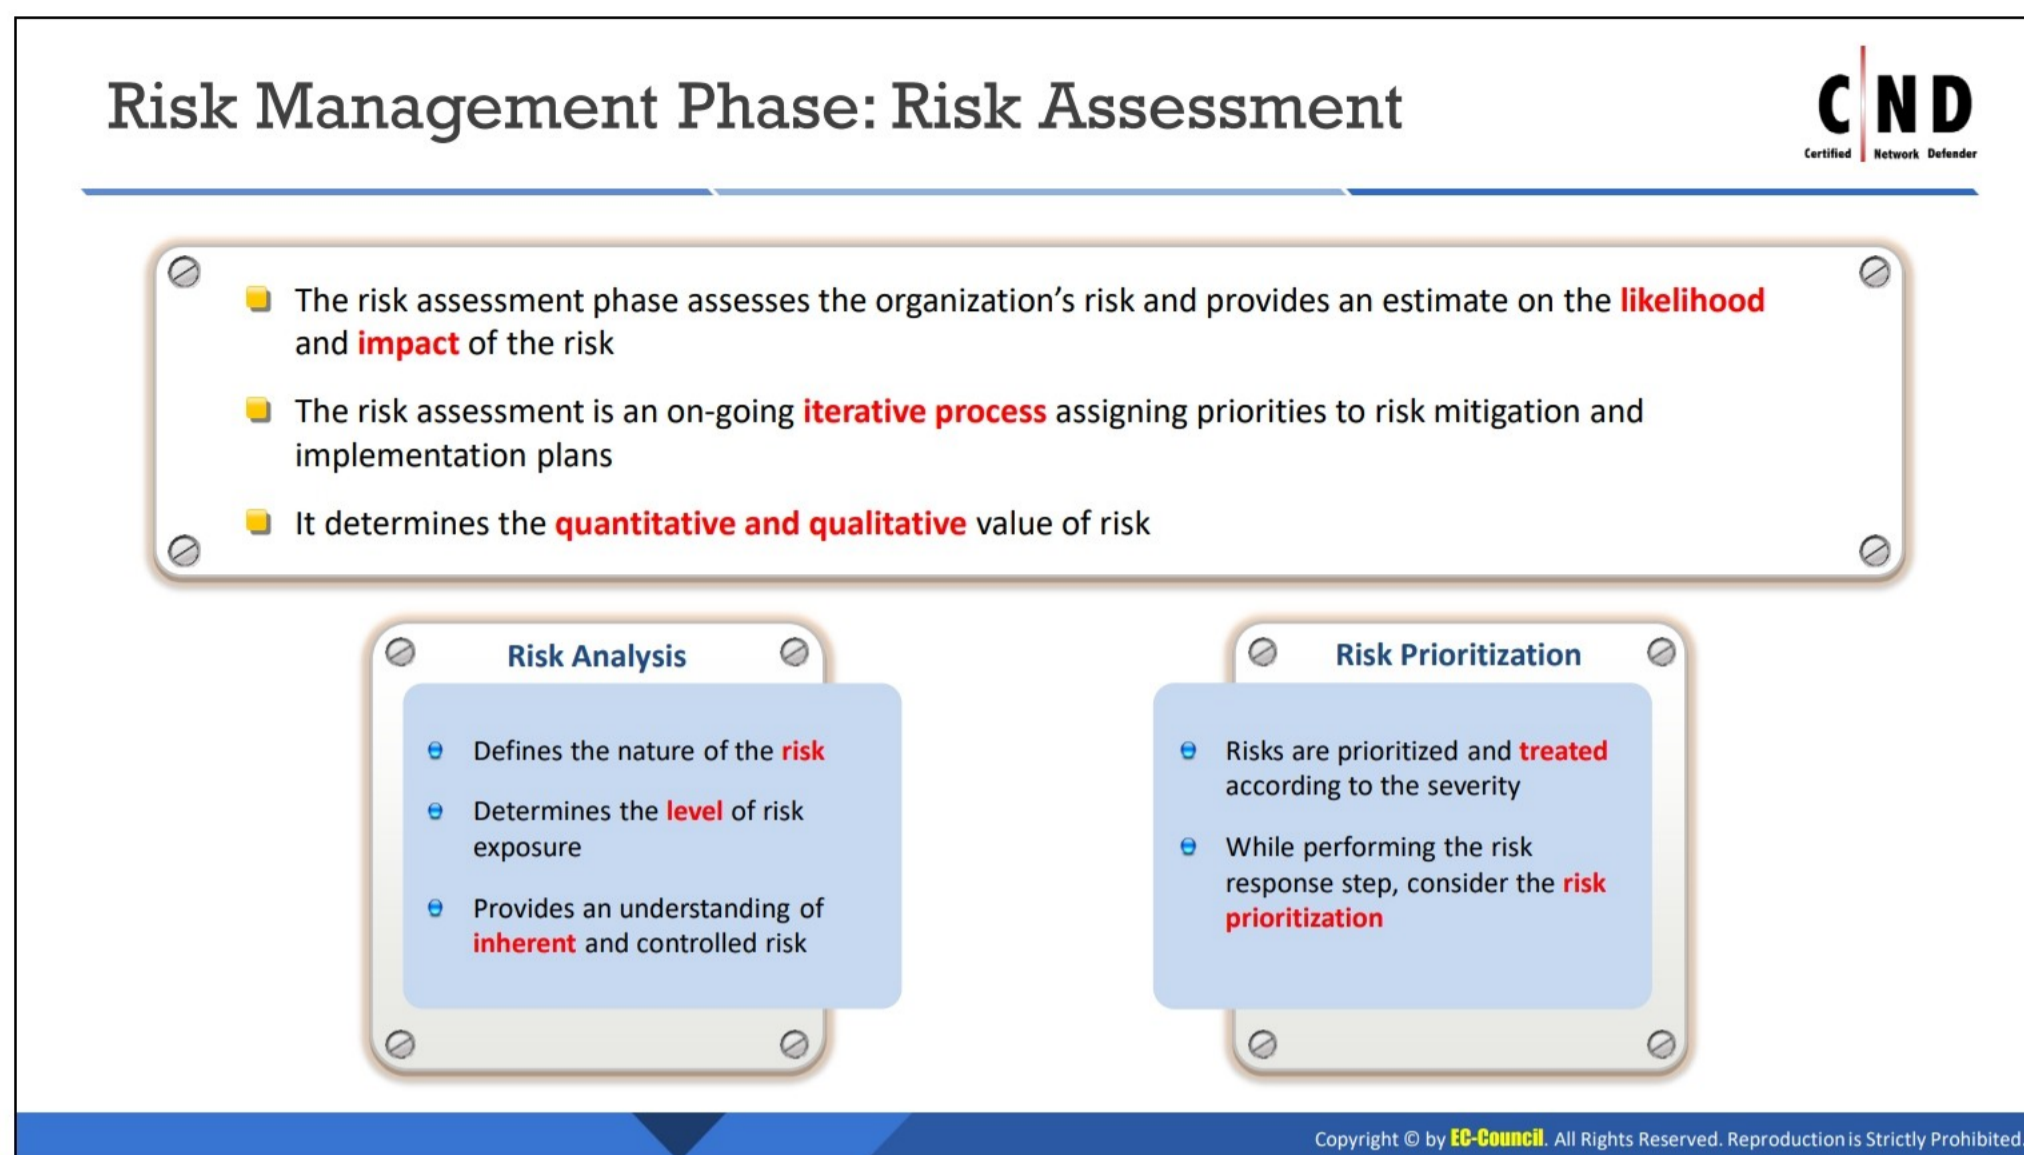 Risk Management Phase: Risk Assessment
C|ND
Certified Network Defender
The risk assessment phase assesses the organization’s risk and provides an estimate on the likelihood
and impact of the risk
The risk assessment is an on-going iterative process assigning priorities to risk mitigation and
implementation plans
It determines the quantitative and qualitative value of risk
Risk Analysis
Defines the nature of the risk
Determines the level of risk
exposure
Provides an understanding of
inherent and controlled risk
Risk Prioritization
Risks are prioritized and treated
according to the severity
While performing the risk
response step, consider the risk
prioritization
Copyright © by EC-Council. All Rights Reserved. Reproduction is Strictly Prohibited.